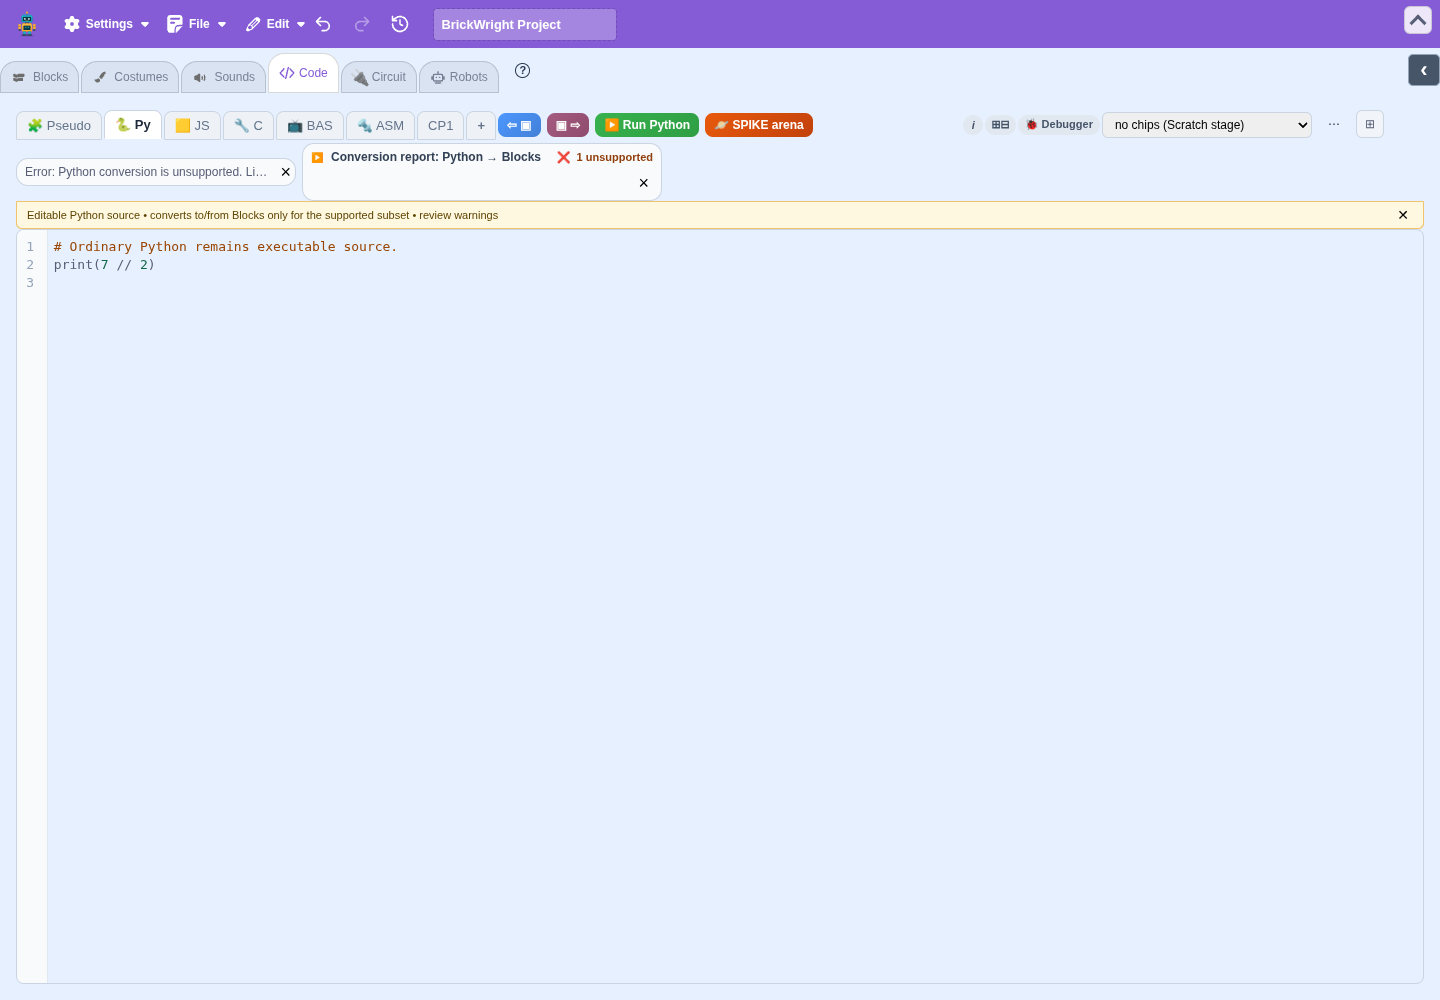 Settings File Edit BrickWright Project
Blocks Costumes Sounds Code Circuit Robots ?
Pseudo Py JS C BAS ASM CP1 + Run Python SPIKE arena i Debugger no chips (Scratch stage) ...
Error: Python conversion is unsupported. Li... ×
Conversion report: Python → Blocks 1 unsupported
×
Editable Python source • converts to/from Blocks only for the supported subset • review warnings ×
1 # Ordinary Python remains executable source.
2 print(7 // 2)
3